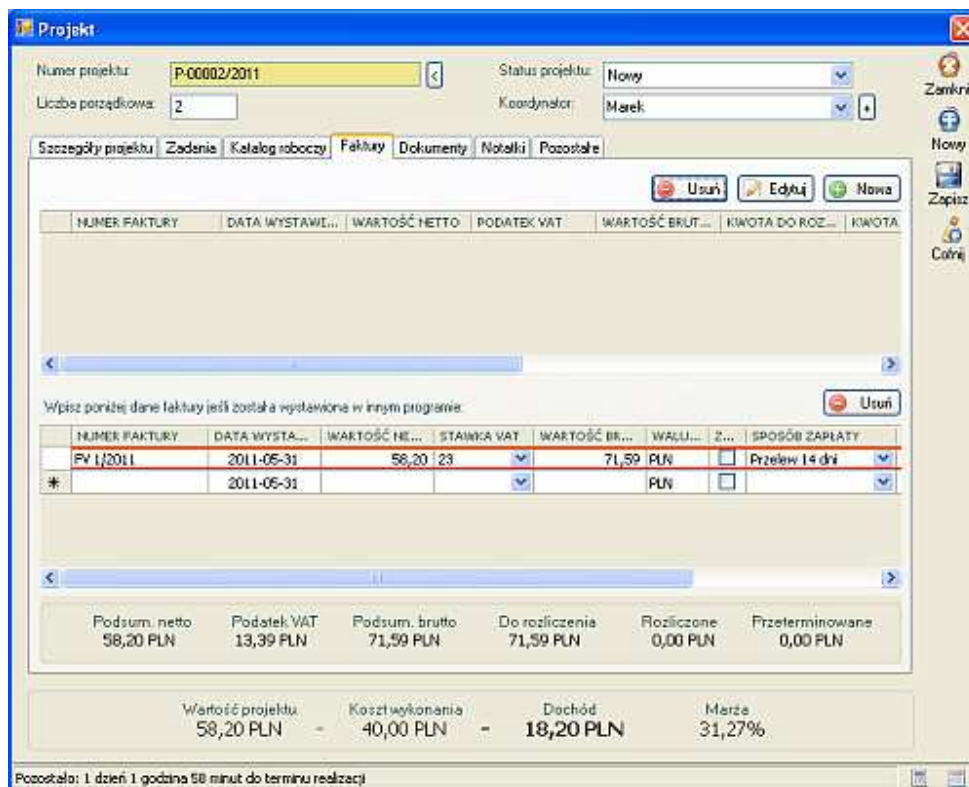 Projekt
Numer projektu: P-00002/2011 < Status projektu: Nowy
Zamkni
Liczba porządkowa: 2 Koordynator: Marek +
Nowy
Szczegóły projektu Zadania Katalog roboczy Faktury Dokumenty Notatki Pozostałe
Usuń Edytuj Nowa
Zapisz
NUMER FAKTURY DATA WYSTAWI... WARTOŚĆ NETTO PODATEK VAT WARTOŚĆ BRUT... KWOTA DO ROZ... KWOTA
Cofnij
Wpisz poniżej dane faktury jeśli została wystawiona w innym programie: Usuń
NUMER FAKTURY DATA WYSTA... WARTOŚĆ NE... STAWKA VAT WARTOŚĆ BR... WALU... Z... SPOSÓB ZAPŁATY
FV 1/2011 2011-05-31 58,20 23 71,59 PLN Przelew 14 dni
* 2011-05-31 PLN
Podsum. netto Podatek VAT Podsum. brutto Do rozliczenia Rozliczone Przeterminowane
58,20 PLN 13,39 PLN 71,59 PLN 71,59 PLN 0,00 PLN 0,00 PLN
Wartość projektu Koszt wykonania Dochód Marża
58,20 PLN - 40,00 PLN = 18,20 PLN 31,27%
Pozostało: 1 dzień 1 godzina 58 minut do terminu realizacji